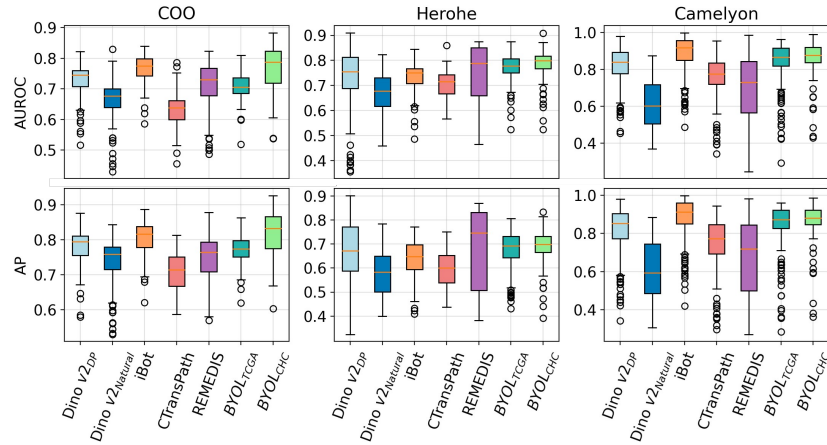 COO Herohe Camelyon
AUROC
0.9
0.8
0.7
0.6
0.5
0.9
0.8
0.7
0.6
0.5
0.4
1.0
0.8
0.6
0.4
AP
0.9
0.8
0.7
0.6
0.9
0.8
0.7
0.6
0.5
0.4
1.0
0.8
0.6
0.4
Dino v2DP
Dino v2Natural
iBot
CTransPath
REMEDIS
BYOLTCGA
BYOLCHC
Dino v2DP
Dino v2Natural
iBot
CTransPath
REMEDIS
BYOLTCGA
BYOLCHC
Dino v2DP
Dino v2Natural
iBot
CTransPath
REMEDIS
BYOLTCGA
BYOLCHC